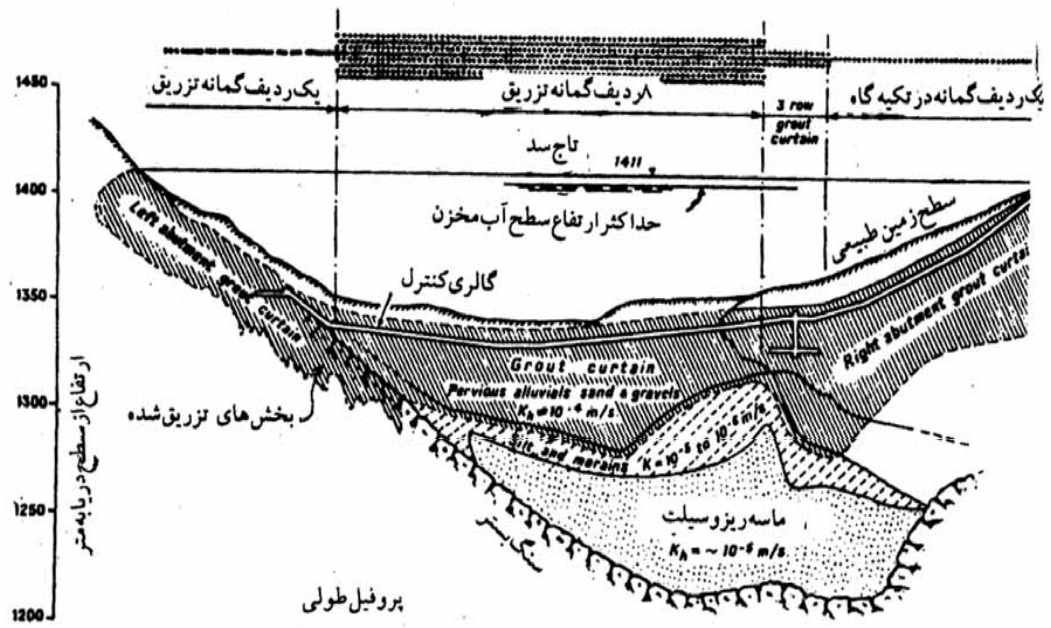 یک ردیف گمانه تزریق
۸ ردیف گمانه تزریق
3 row
grout
curtain
یک ردیف گمانه در تکیه گاه
تاج سد
1411
حداکثر ارتفاع سطح آب مخزن
سطح زمین طبیعی
گالری کنترل
Left abutment grout curtain
Right abutment grout curtai
Grout curtain
Pervious alluvials sand & gravels
بخش های تزریق شده
and morains
ماسه ریز و سیلت
سنگ بستر
پروفیل طولی
ارتفاع از سطح دریا به متر
1450
1400
1350
1300
1250
1200